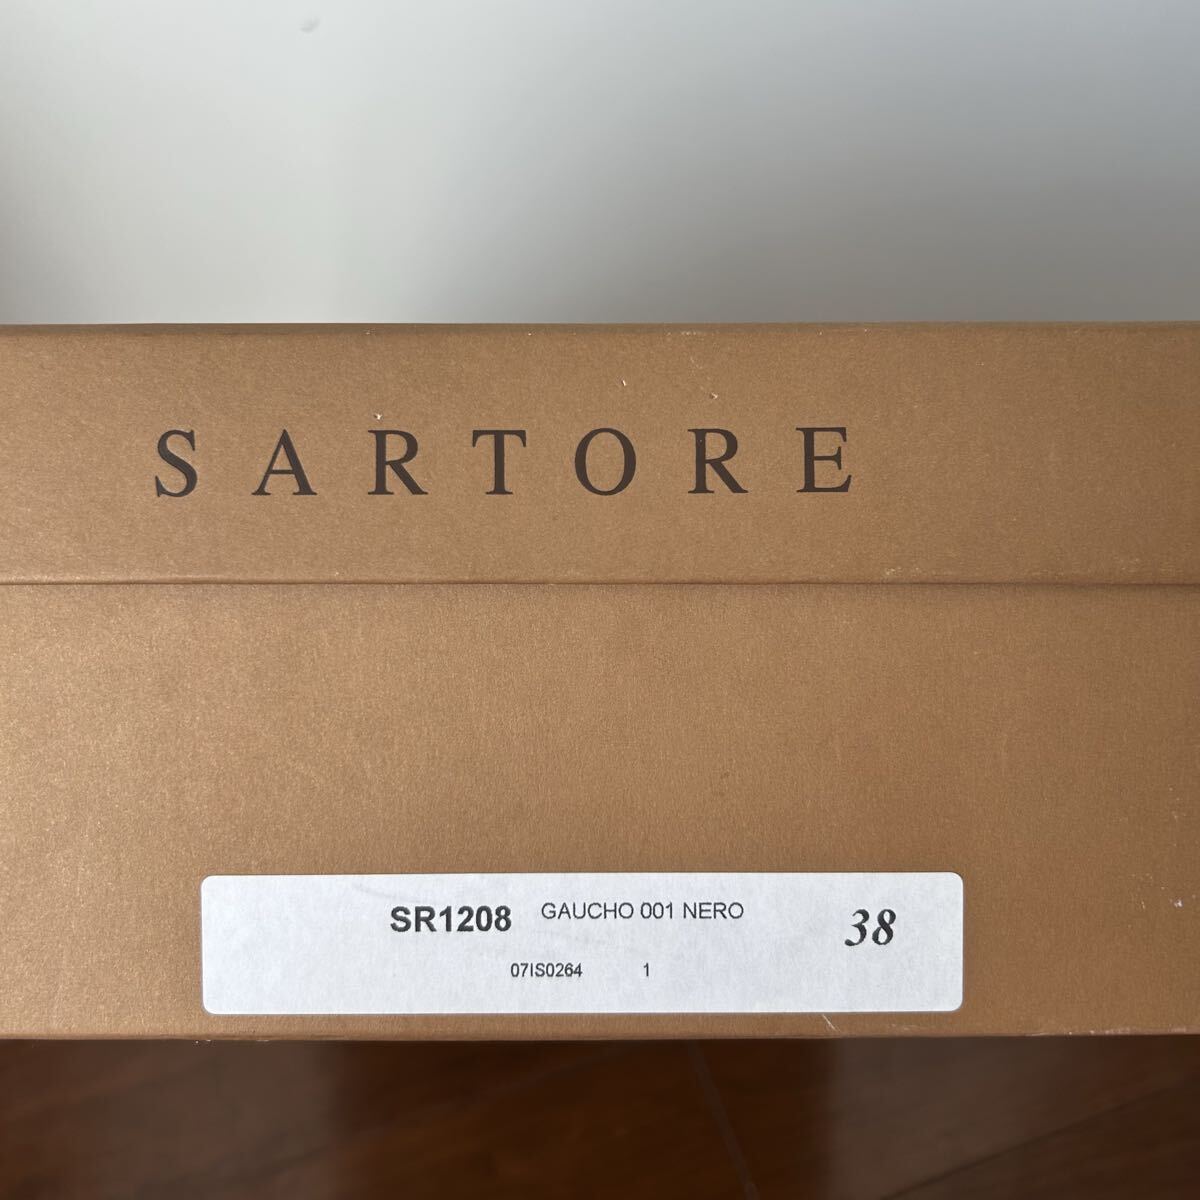 SARTORE
SR1208 GAUCHO 001 NERO 38
07IS0264 1